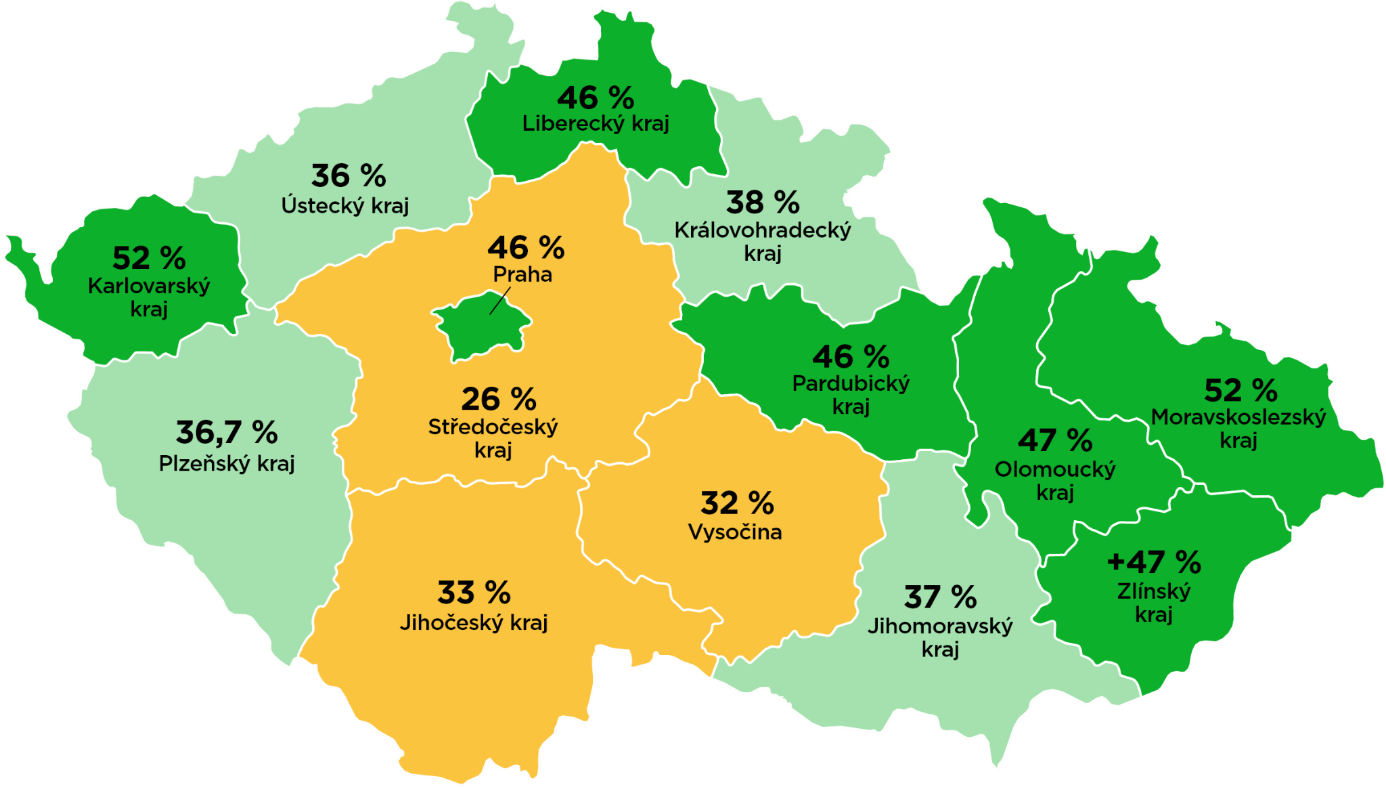 46 %
Liberecký kraj
36 %
Ústecký kraj
38 %
Královohradecký
kraj
52 %
Karlovarský
kraj
46 %
Praha
46 %
Pardubický
kraj
26 %
Středočeský
kraj
52 %
Moravskoslezský
kraj
36,7 %
Plzeňský kraj
47 %
Olomoucký
kraj
32 %
Vysočina
+47 %
Zlínský
kraj
33 %
Jihočeský kraj
37 %
Jihomoravský
kraj